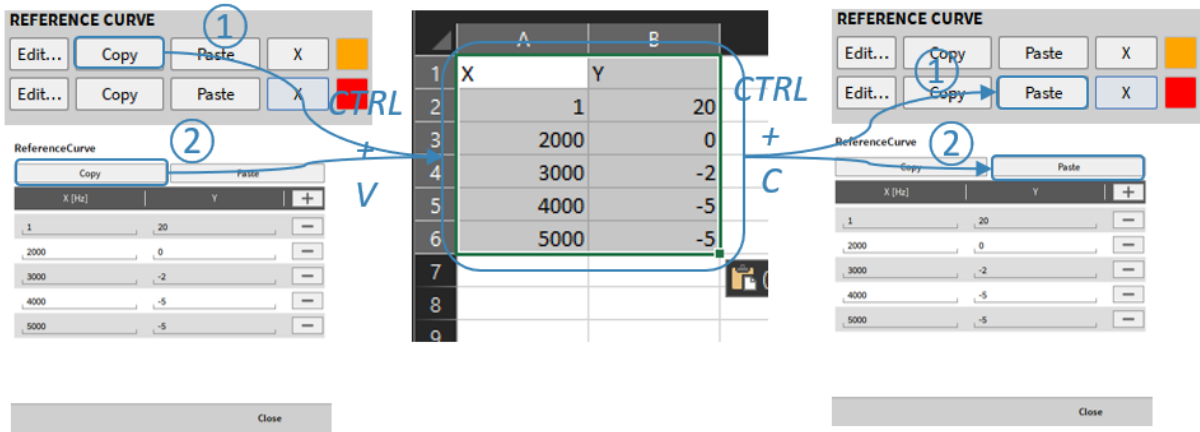 REFERENCE CURVE
1
Edit... Copy Paste X
Edit... Copy Paste X
2
ReferenceCurve
Copy Paste
X [Hz] Y +
1 20 −
2000 0 −
3000 -2 −
4000 -5 −
5000 -5 −
Close
CTRL
+
V
A B
1 X Y
2 1 20
3 2000 0
4 3000 -2
5 4000 -5
6 5000 -5
7
8
9
CTRL
+
C
REFERENCE CURVE
Edit... Copy Paste X
1
Edit... Copy Paste X
2
ReferenceCurve
Copy Paste
X [Hz] Y +
1 20 −
2000 0 −
3000 -2 −
4000 -5 −
5000 -5 −
Close